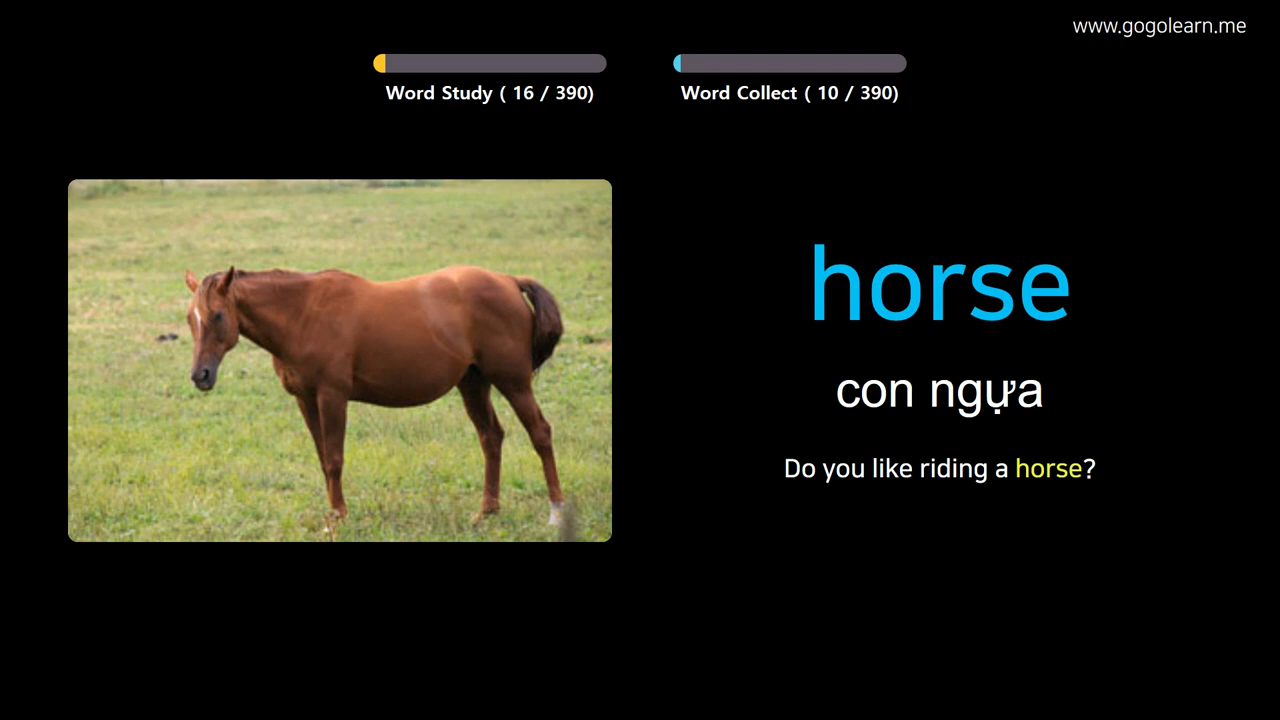 www.gogolearn.me
Word Study ( 16 / 390)
Word Collect ( 10 / 390)
horse
con ngựa
Do you like riding a horse?